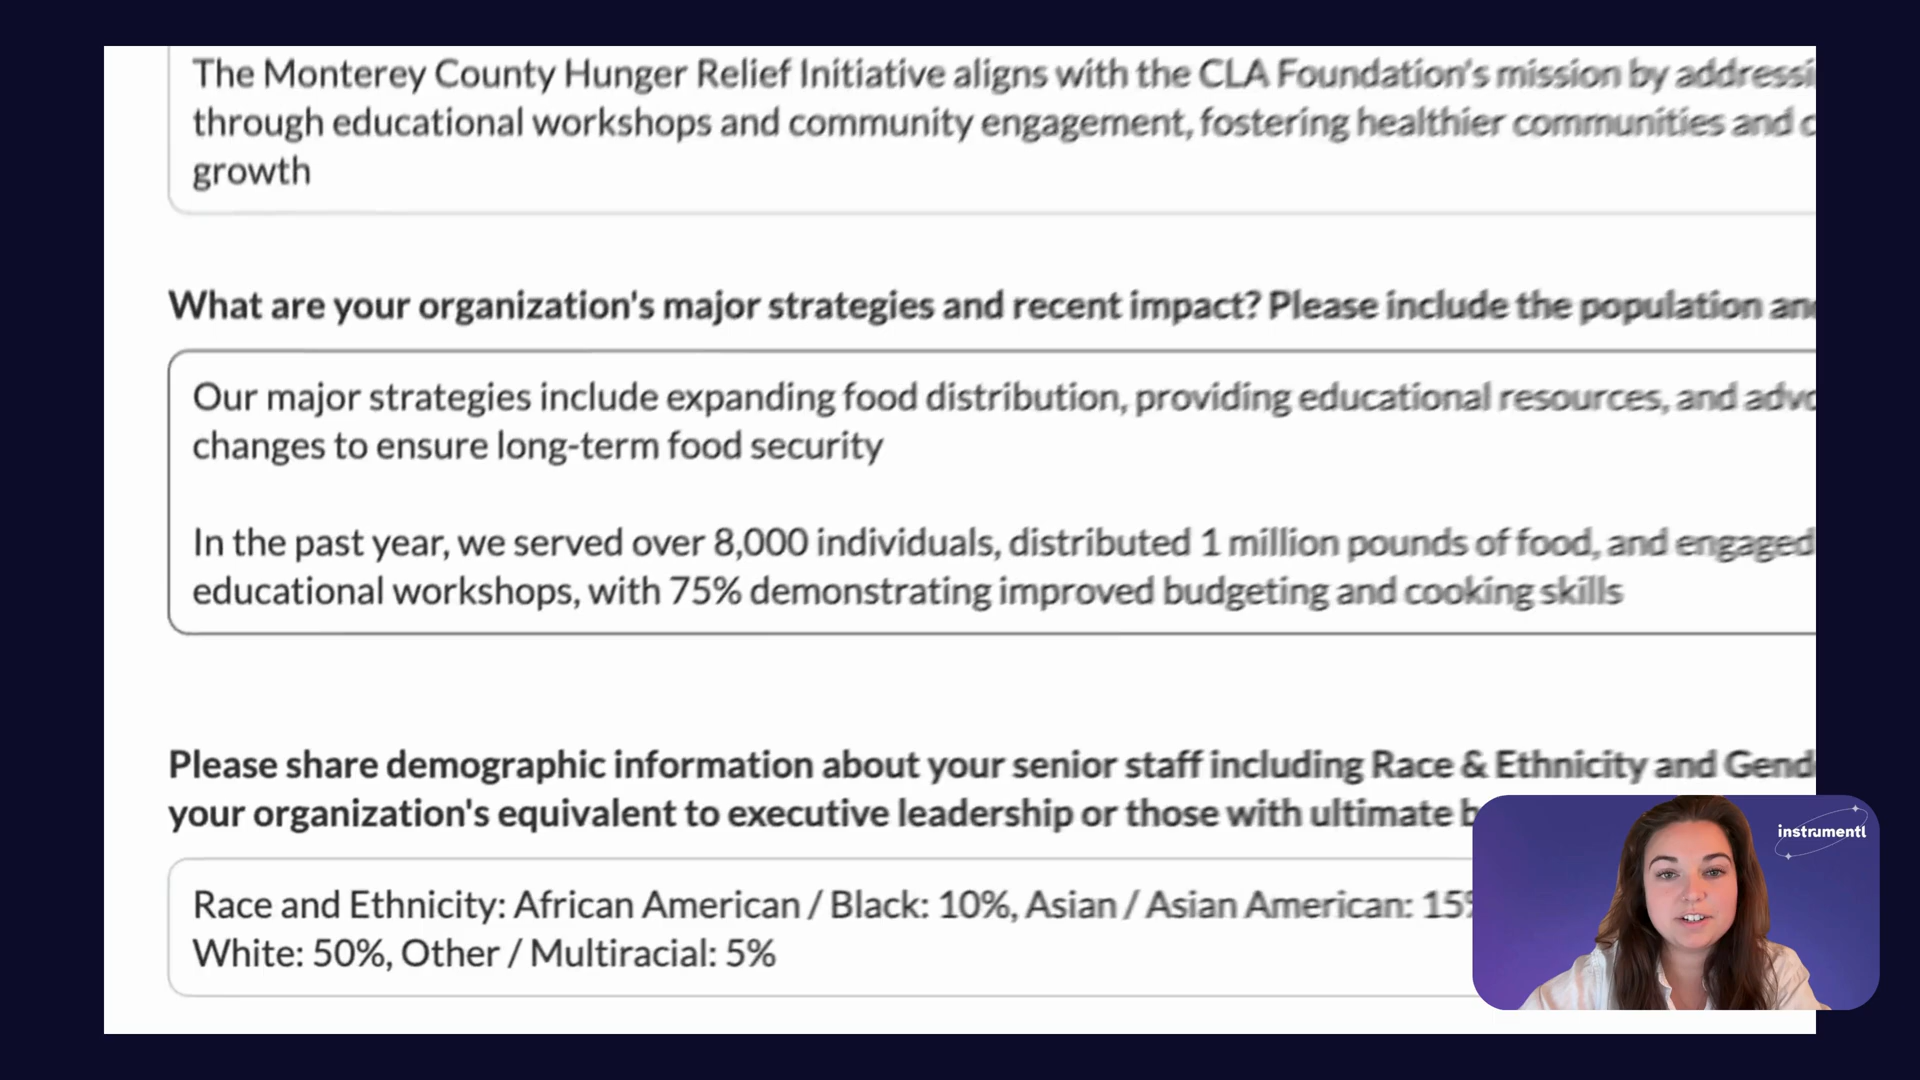 The Monterey County Hunger Relief Initiative aligns with the CLA Foundation's mission by
through educational workshops and community engagement, fostering healthier communities and
growth
What are your organization's major strategies and recent impact? Please include the population
Our major strategies include expanding food distribution, providing educational resources, and
changes to ensure long-term food security
In the past year, we served over 8,000 individuals, distributed 1 million pounds of food, and engaged
educational workshops, with 75% demonstrating improved budgeting and cooking skills
Please share demographic information about your senior staff including Race & Ethnicity and
your organization's equivalent to executive leadership or those with ultimate
Race and Ethnicity: African American / Black: 10%, Asian / Asian American:
White: 50%, Other / Multiracial: 5%
instrumentl